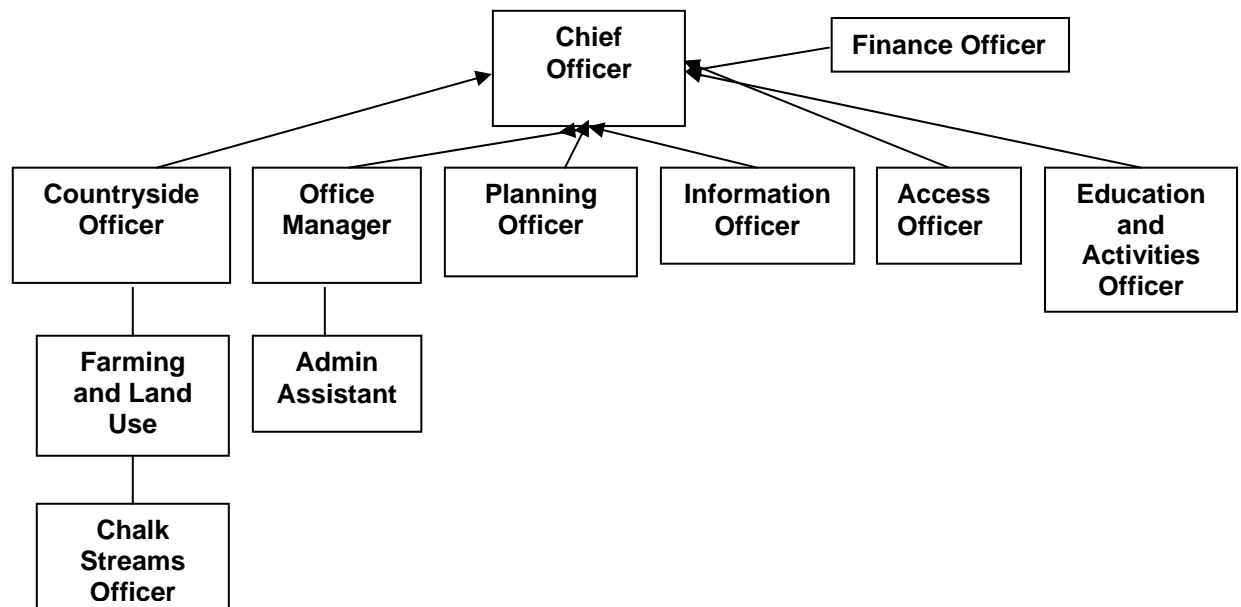 Chief
Officer
Finance Officer
Countryside
Officer
Office
Manager
Planning
Officer
Information
Officer
Access
Officer
Education
and
Activities
Officer
Farming
and Land
Use
Admin
Assistant
Chalk
Streams
Officer